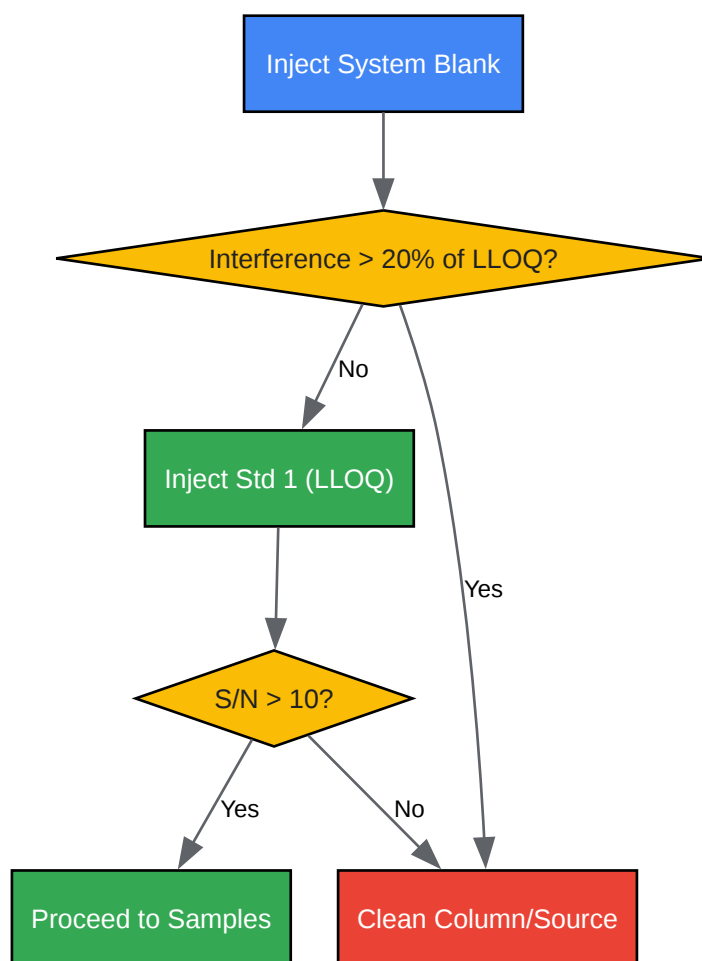 Inject System Blank
Interference > 20% of LLOQ?
No
Inject Std 1 (LLOQ)
Yes
S/N > 10?
Yes
No
Proceed to Samples
Clean Column/Source